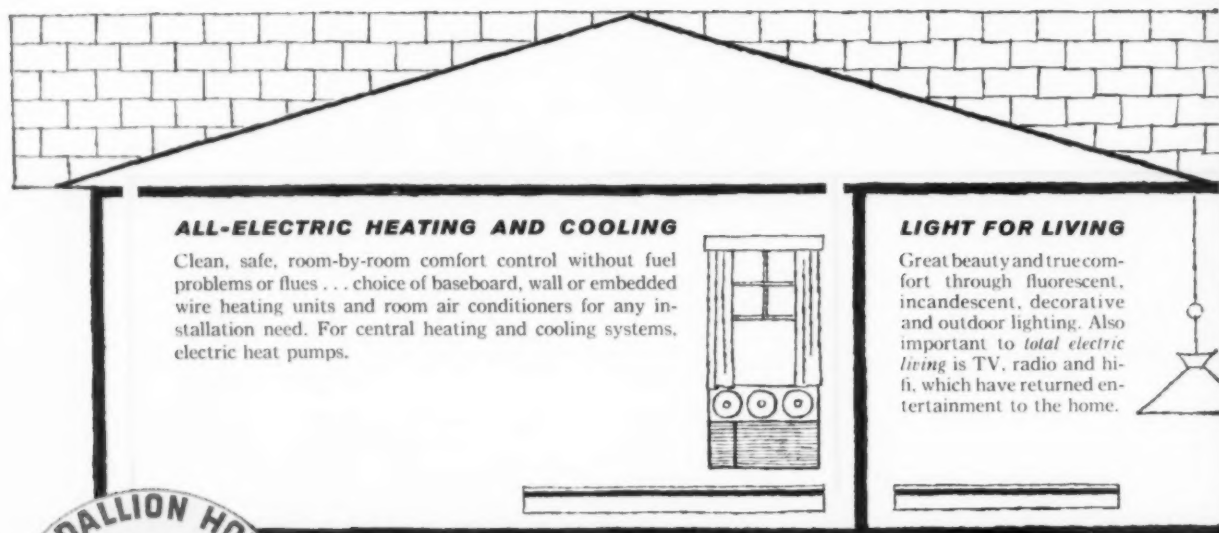 ALL-ELECTRIC HEATING AND COOLING
Clean, safe, room-by-room comfort control without fuel
problems or flues . . . choice of baseboard, wall or embedded
wire heating units and room air conditioners for any in-
stallation need. For central heating and cooling systems,
electric heat pumps.
LIGHT FOR LIVING
Great beauty and true com-
fort through fluorescent,
incandescent, decorative
and outdoor lighting. Also
important to total electric
living is TV, radio and hi-
fi, which have returned en-
tertainment to the home.
DALLION HO